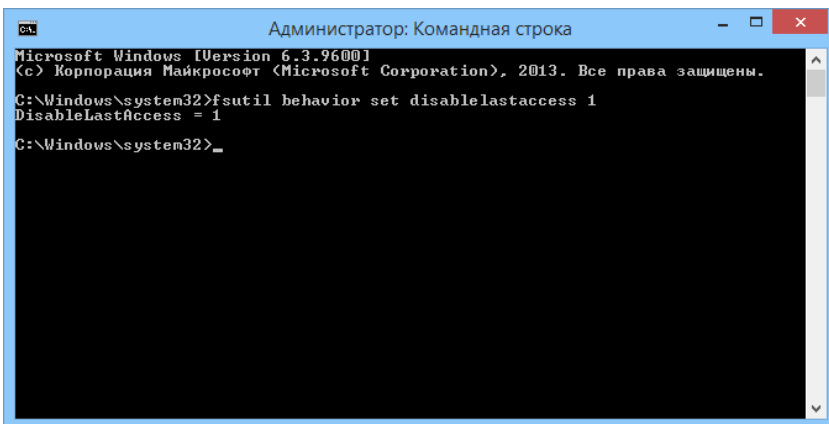 Администратор: Командная строка
Microsoft Windows [Version 6.3.9600]
(c) Корпорация Майкрософт (Microsoft Corporation), 2013. Все права защищены.
C:\Windows\system32>fsutil behavior set disablelastaccess 1
DisableLastAccess = 1
C:\Windows\system32>_